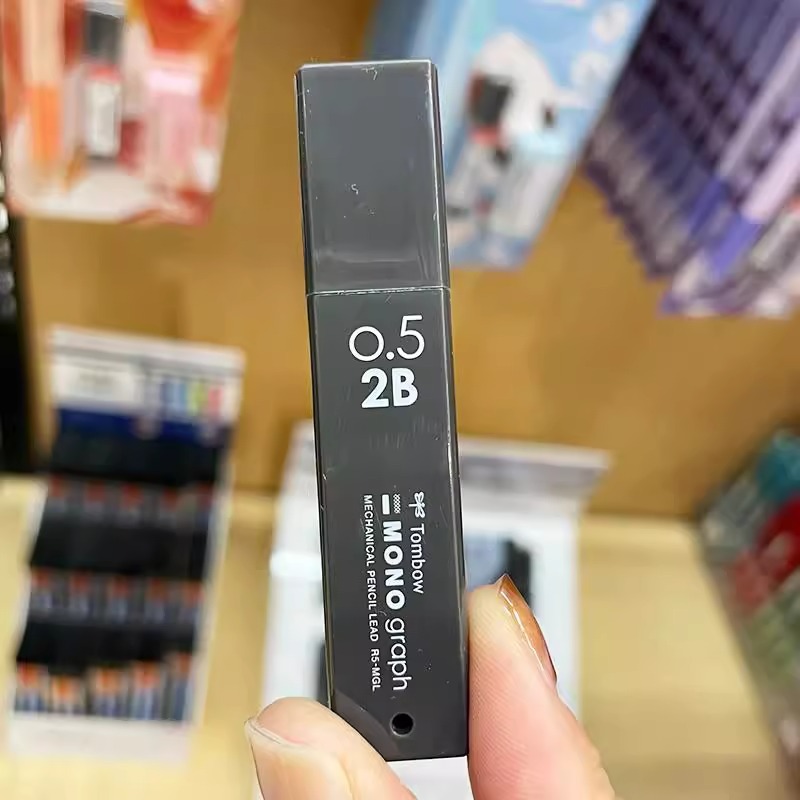 0.5
2B
Tombow
MONO graph
MECHANICAL PENCIL LEAD R5-MGL